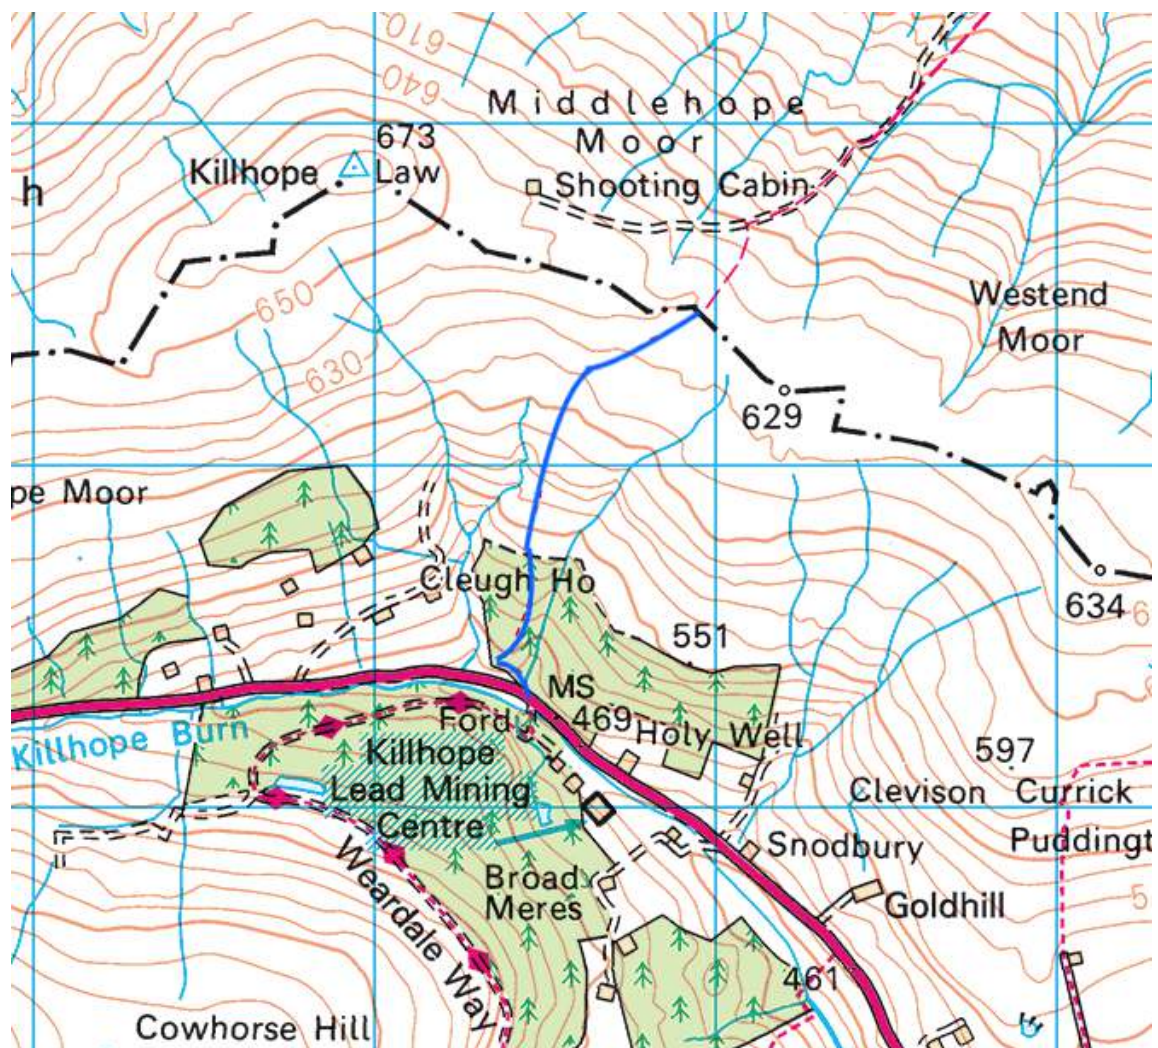 610
640
Middlehope
Moor
673
Killhope Law
h
Shooting Cabin
650
Westend
Moor
630
629
pe Moor
Cleugh Ho
634
6
551
MS
469
Holy Well
Ford
Killhope Burn
Killhope
Lead Mining
Centre
597
Clevison Currick
Puddingt
Snodbury
Weardale Way
Broad
Meres
Goldhill
5
461
Cowhorse Hill
W